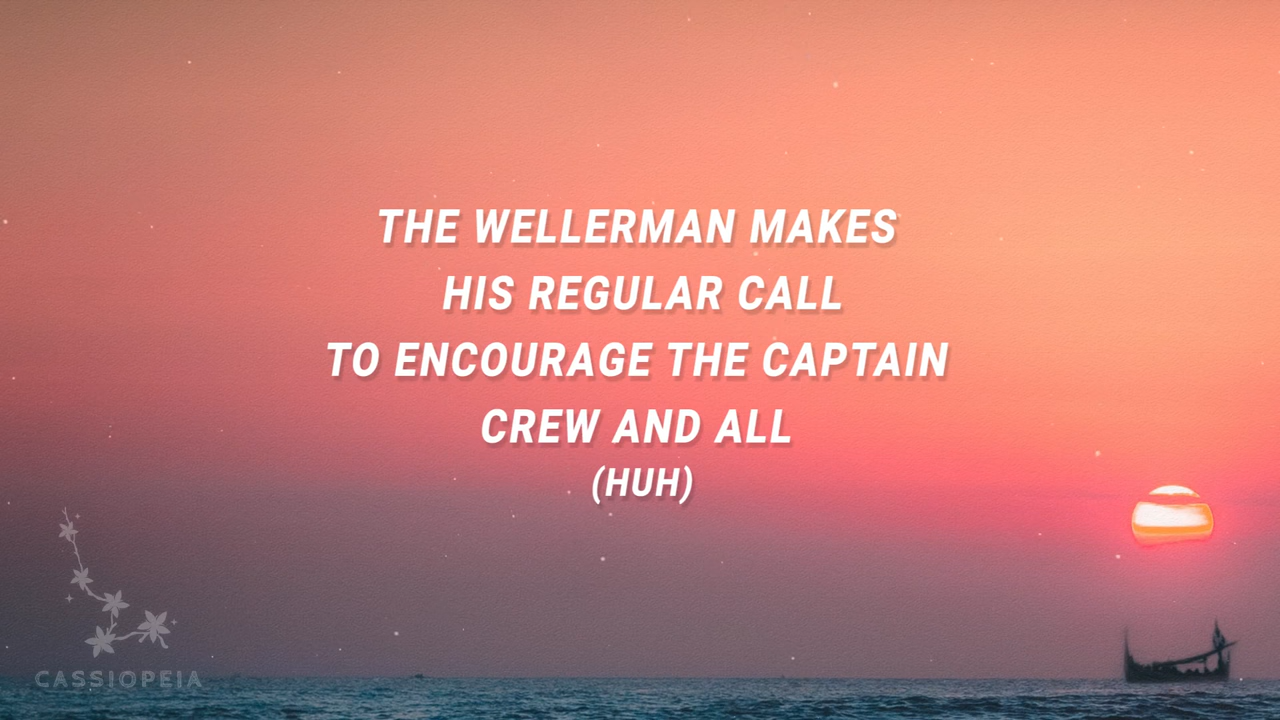 THE WELLERMAN MAKES
HIS REGULAR CALL
TO ENCOURAGE THE CAPTAIN
CREW AND ALL
(HUH)
CASSIOPEIA